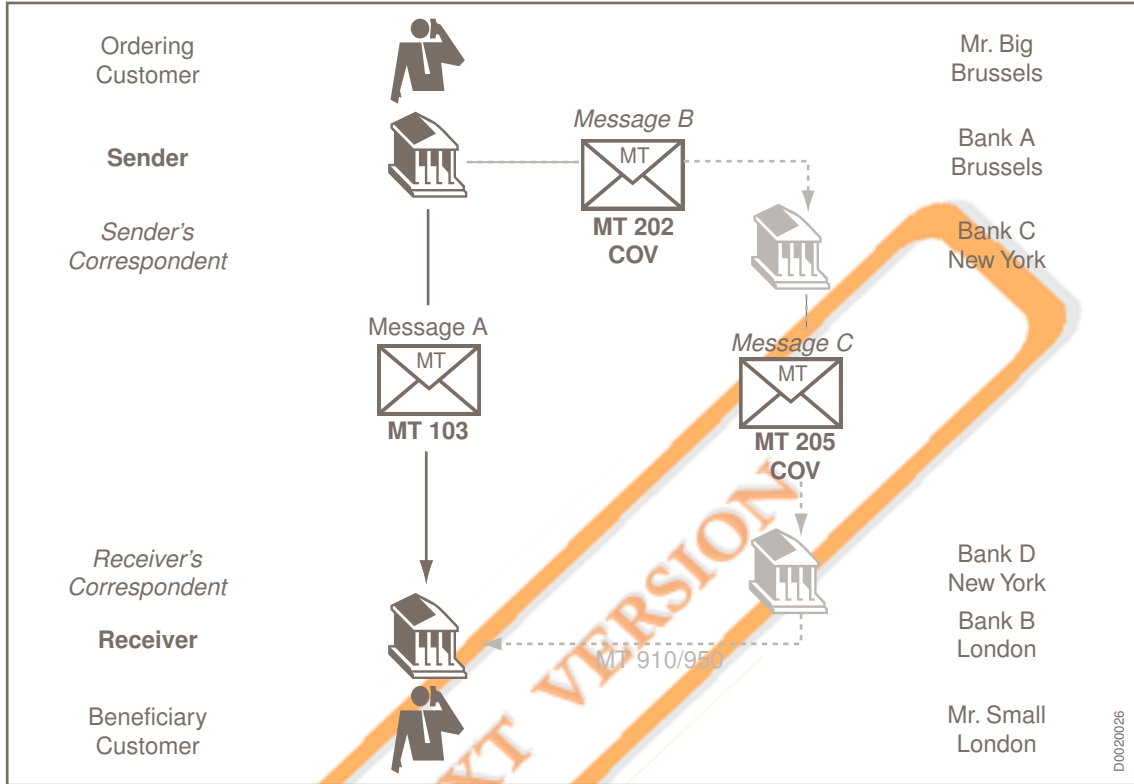 Ordering
Customer
Mr. Big
Brussels
Message B
MT
MT 202
COV
Sender
Bank A
Brussels
Sender's
Correspondent
Bank C
New York
Message A
MT
MT 103
Message C
MT
MT 205
COV
Receiver's
Correspondent
Bank D
New York
Receiver
Bank B
London
MT 910/950
Beneficiary
Customer
Mr. Small
London
D0020026
XT VERSION